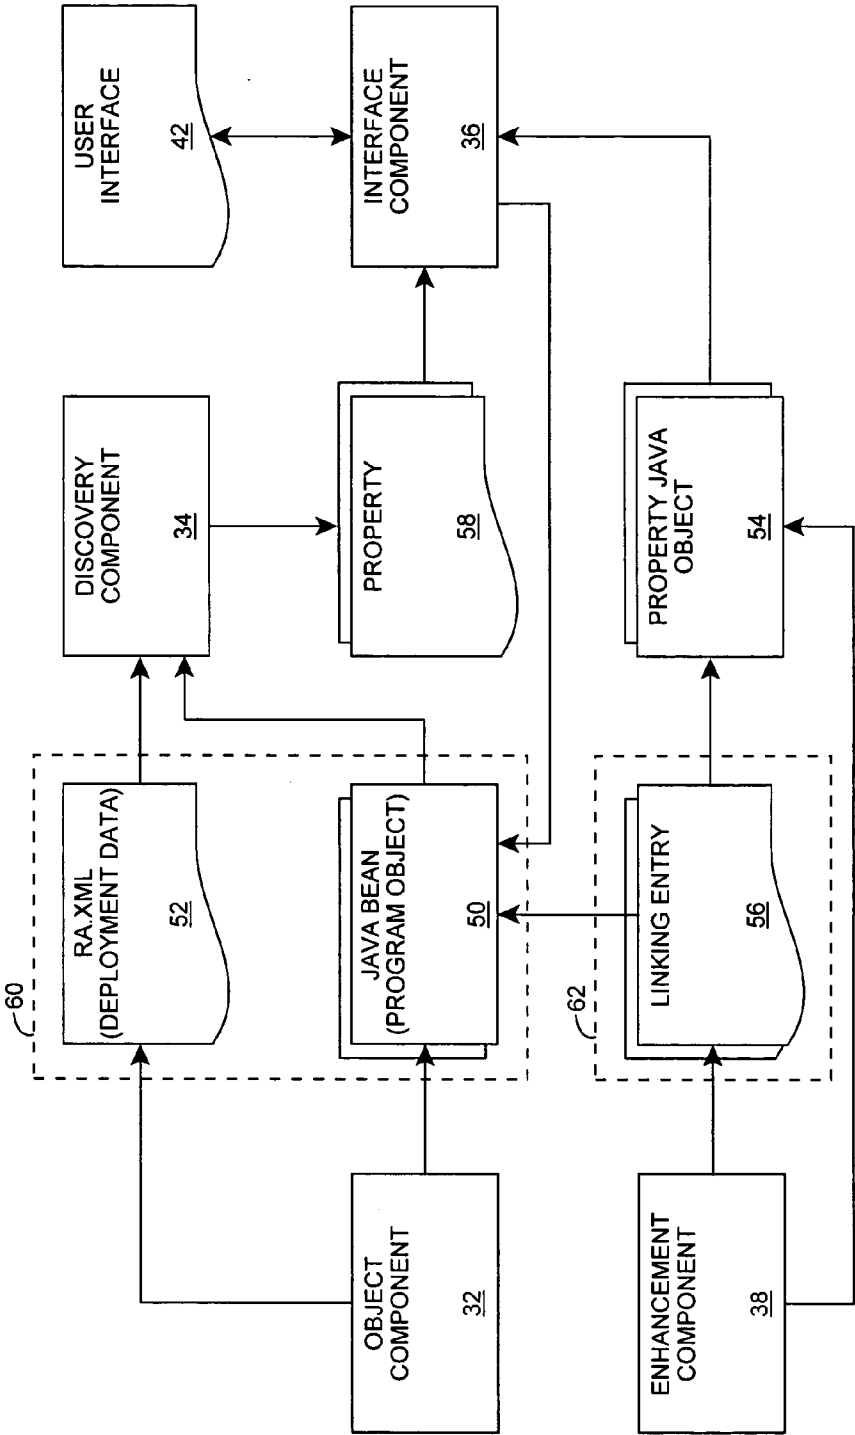 60
RA.XML
(DEPLOYMENT DATA)
52
DISCOVERY
COMPONENT
34
USER
INTERFACE
42
OBJECT
COMPONENT
32
JAVA BEAN
(PROGRAM OBJECT)
50
PROPERTY
58
INTERFACE
COMPONENT
36
62
ENHANCEMENT
COMPONENT
38
LINKING ENTRY
56
PROPERTY JAVA
OBJECT
54